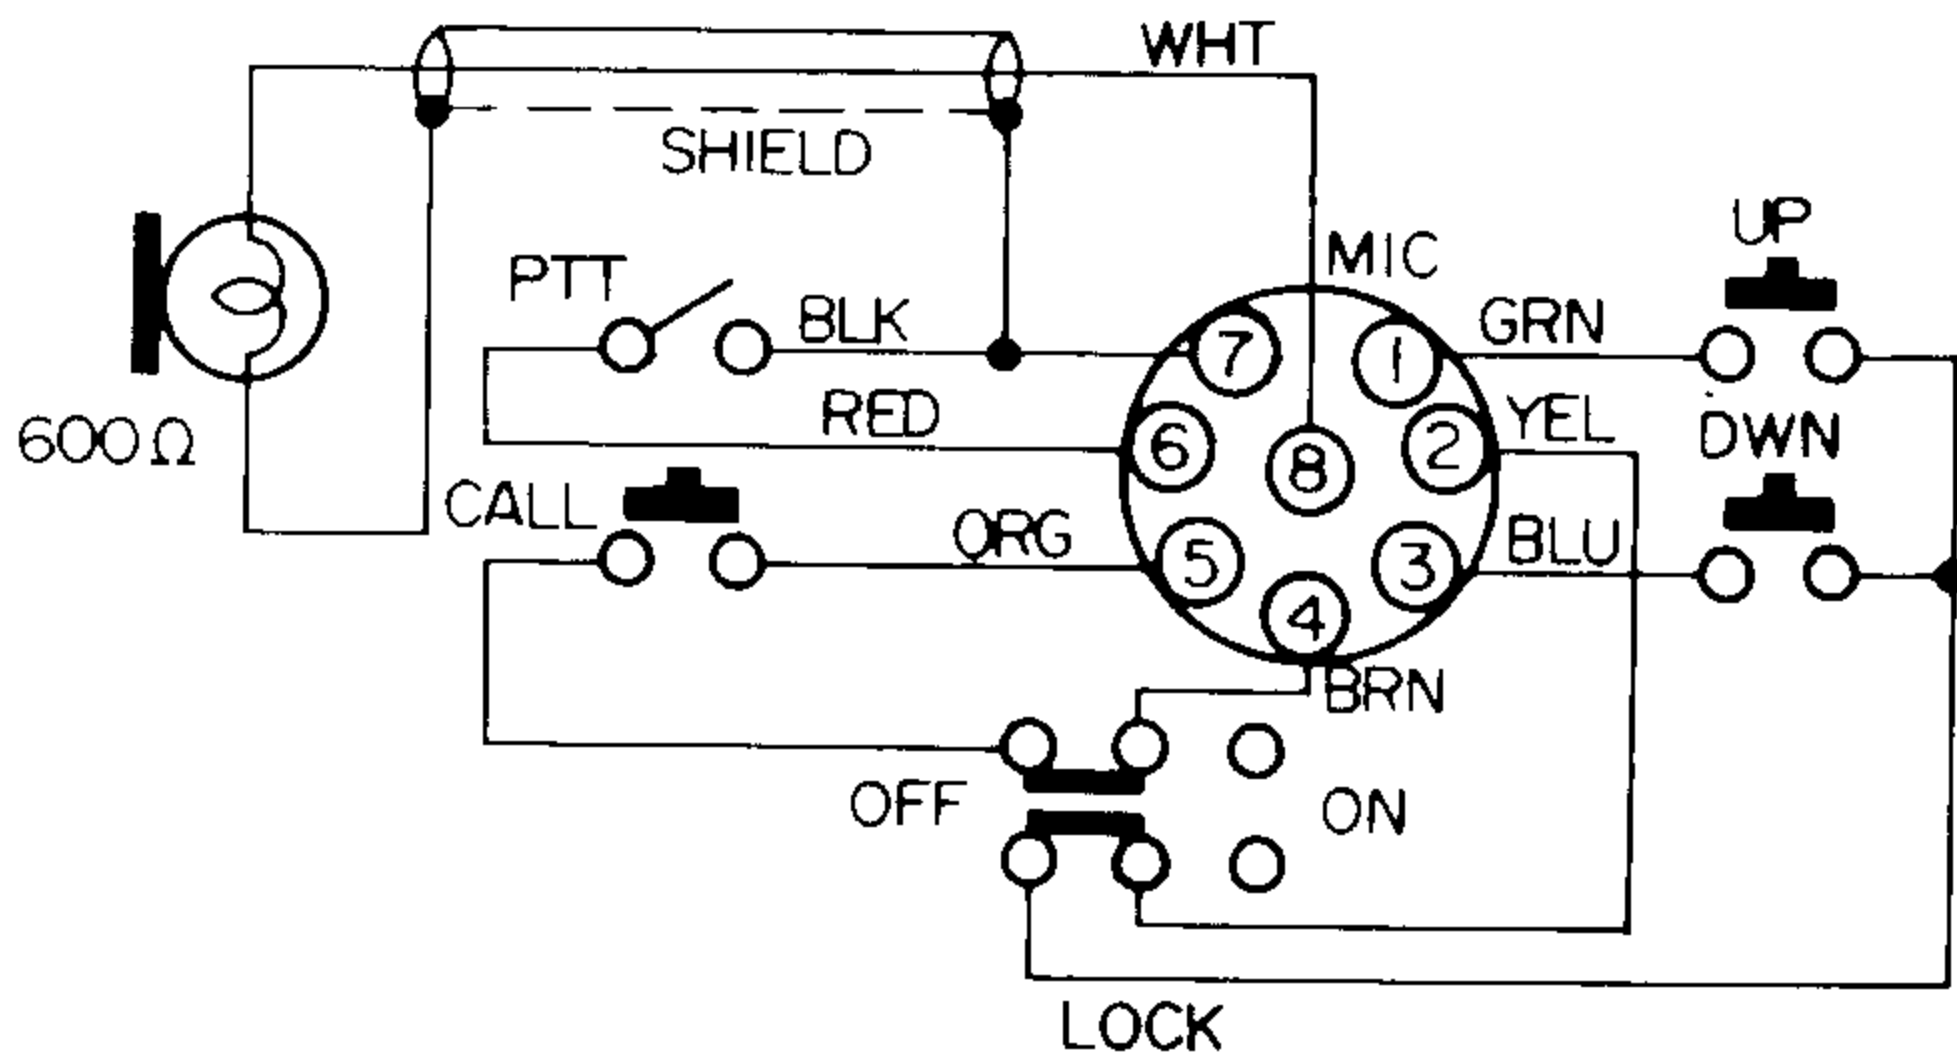 WHT
SHIELD
UP
MIC
PTT
BLK
GRN
7
1
RED
YEL
DWN
600Ω
6
8
2
CALL
ORG
BLU
5
3
4
BRN
OFF
ON
LOCK